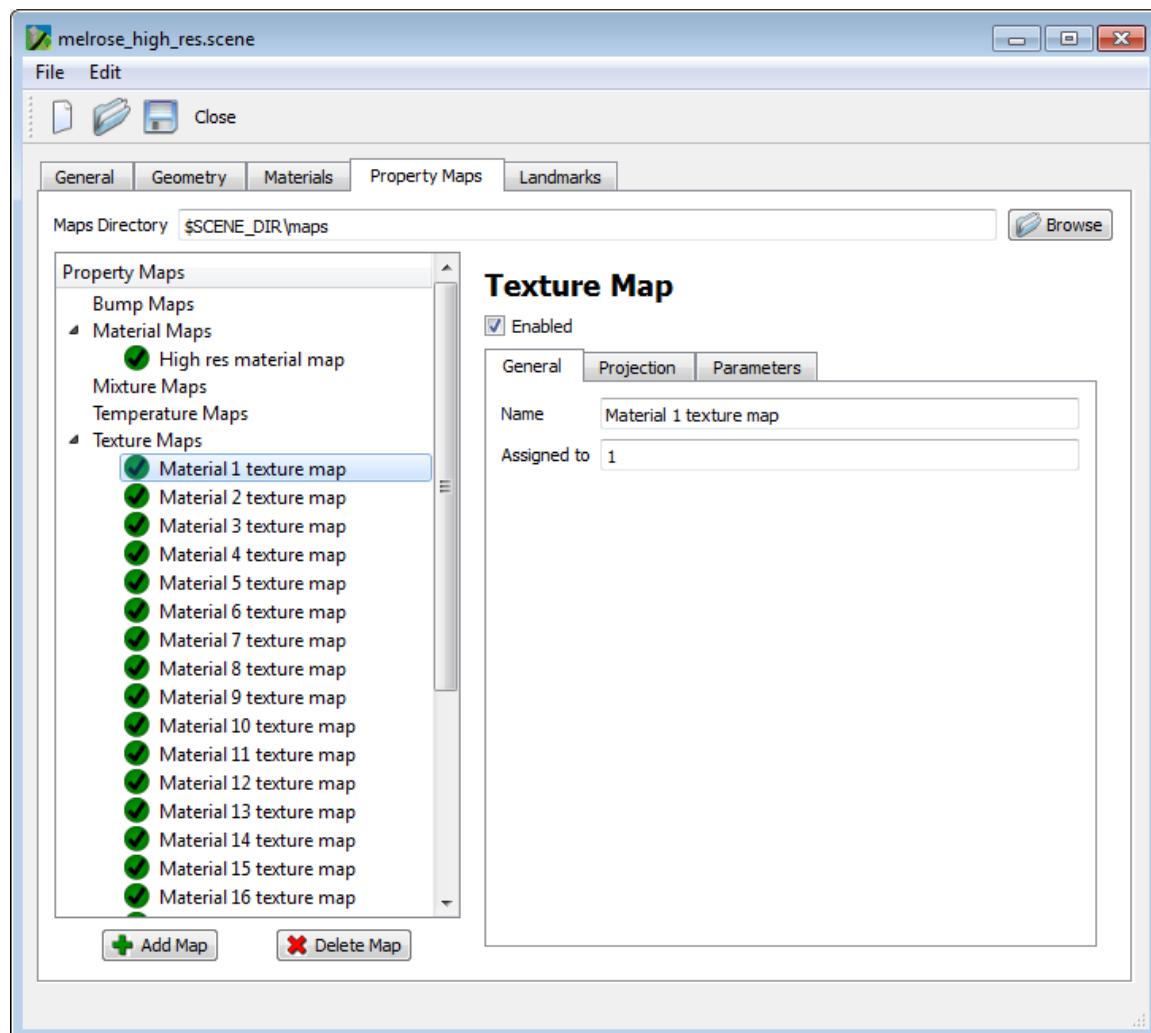 melrose_high_res.scene
File Edit
Close
General Geometry Materials Property Maps Landmarks
Maps Directory $SCENE_DIR\maps Browse
Property Maps
Bump Maps
Material Maps
High res material map
Mixture Maps
Temperature Maps
Texture Maps
Material 1 texture map
Material 2 texture map
Material 3 texture map
Material 4 texture map
Material 5 texture map
Material 6 texture map
Material 7 texture map
Material 8 texture map
Material 9 texture map
Material 10 texture map
Material 11 texture map
Material 12 texture map
Material 13 texture map
Material 14 texture map
Material 15 texture map
Material 16 texture map
Add Map Delete Map
Texture Map
Enabled
General Projection Parameters
Name Material 1 texture map
Assigned to 1